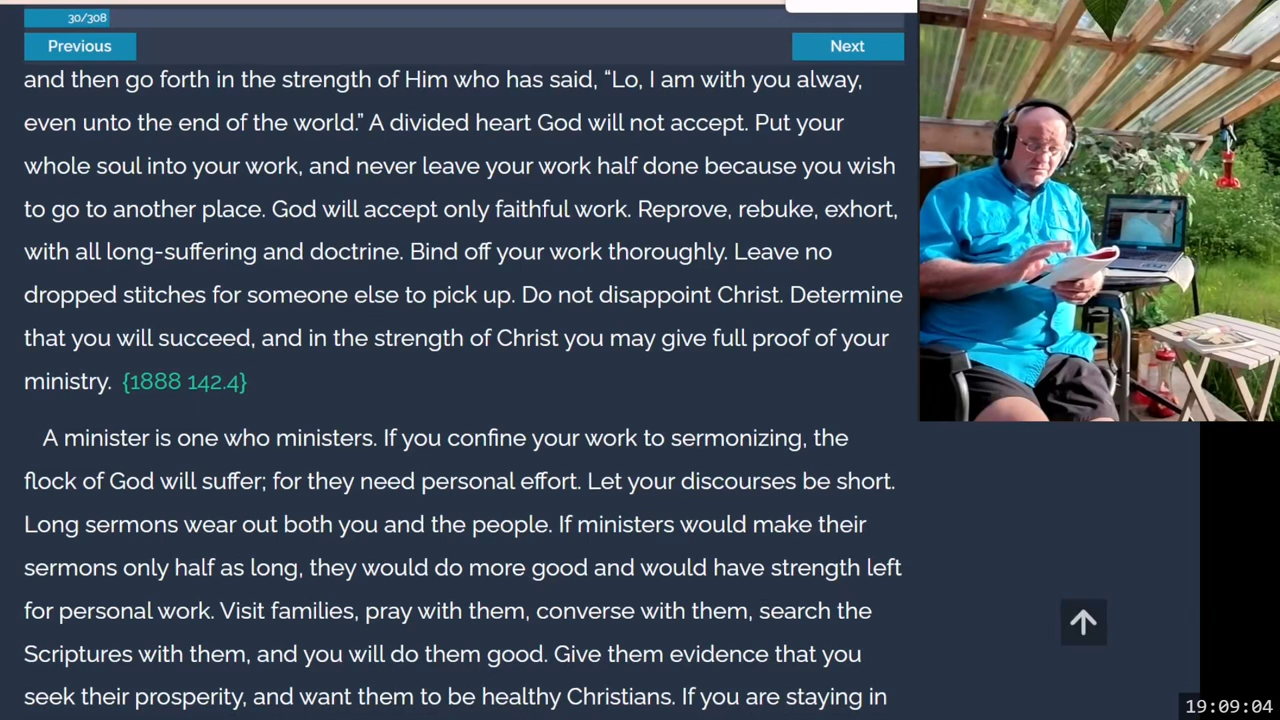 30/308
Previous
Next
and then go forth in the strength of Him who has said, “Lo, I am with you alway,
even unto the end of the world.” A divided heart God will not accept. Put your
whole soul into your work, and never leave your work half done because you wish
to go to another place. God will accept only faithful work. Reprove, rebuke, exhort,
with all long-suffering and doctrine. Bind off your work thoroughly. Leave no
dropped stitches for someone else to pick up. Do not disappoint Christ. Determine
that you will succeed, and in the strength of Christ you may give full proof of your
ministry. {1888 142.4}
A minister is one who ministers. If you confine your work to sermonizing, the
flock of God will suffer; for they need personal effort. Let your discourses be short.
Long sermons wear out both you and the people. If ministers would make their
sermons only half as long, they would do more good and would have strength left
for personal work. Visit families, pray with them, converse with them, search the
Scriptures with them, and you will do them good. Give them evidence that you
seek their prosperity, and want them to be healthy Christians. If you are staying in
19:09:04